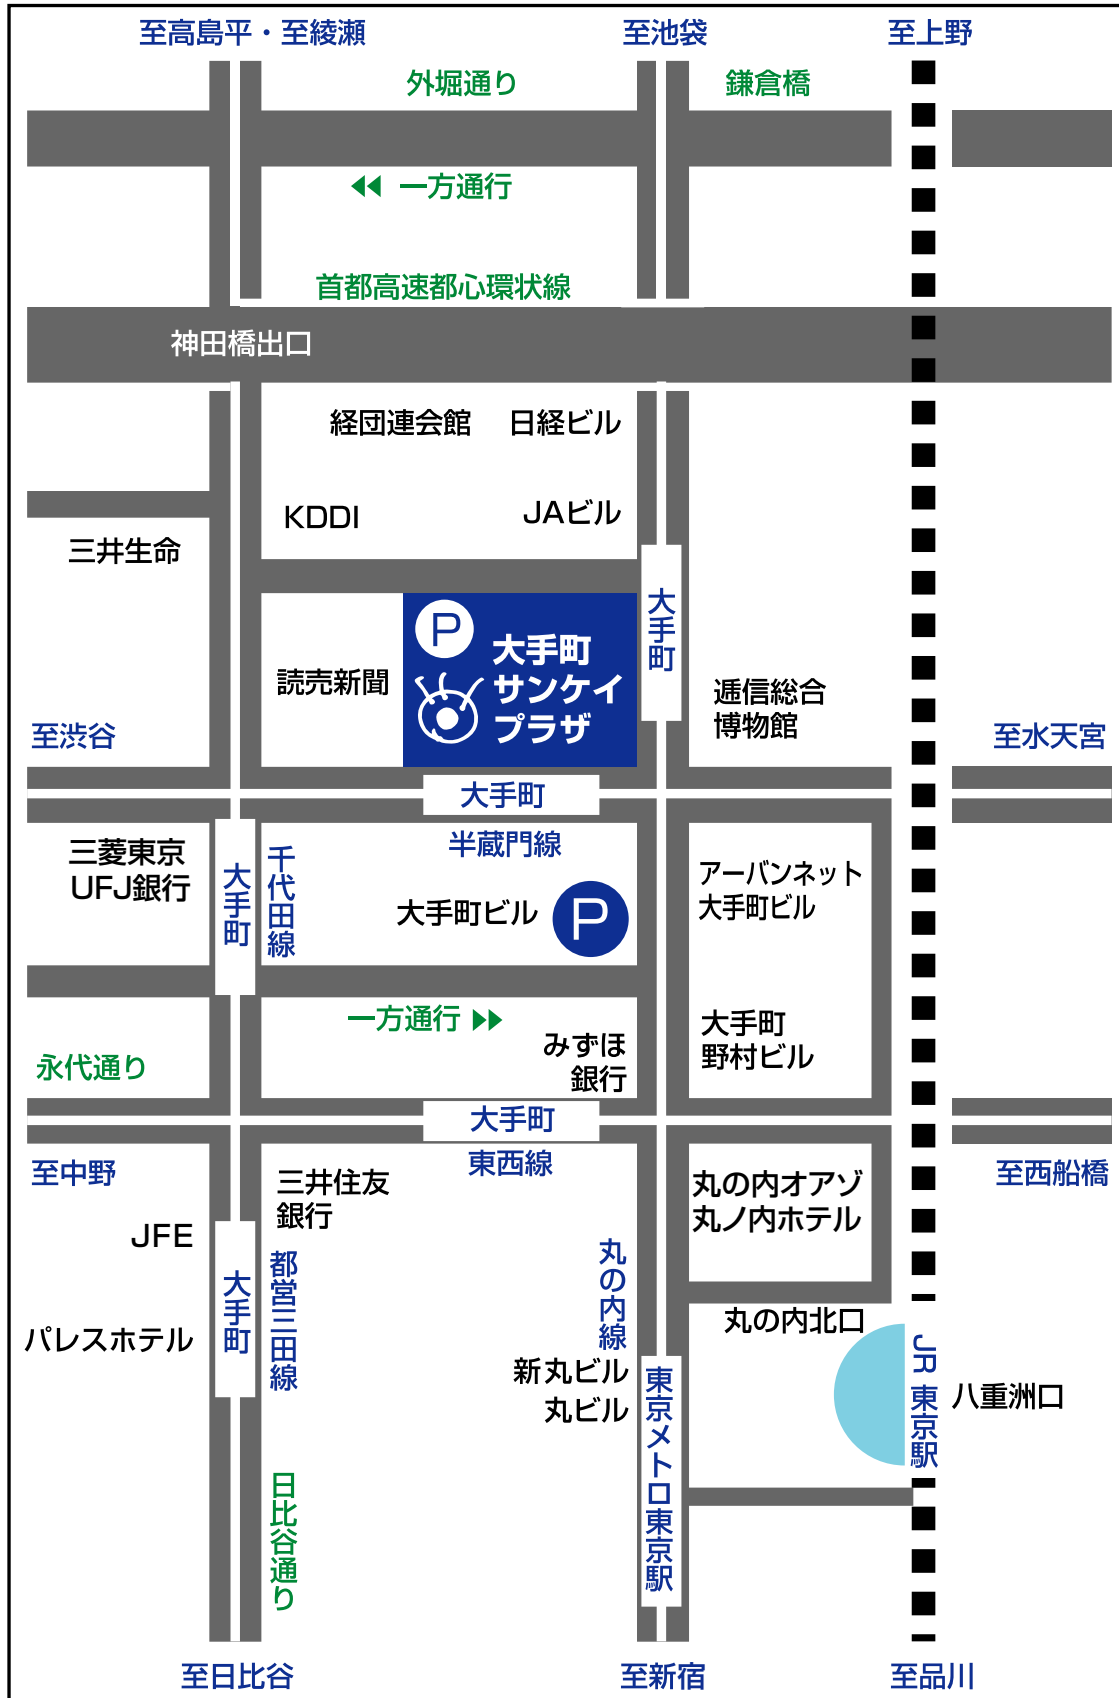 至高島平・至綾瀬
至池袋
至上野
外堀通り
鎌倉橋
一方通行
首都高速都心環状線
神田橋出口
経団連会館
日経ビル
KDDI
JAビル
三井生命
大手町
P
大手町
サンケイ
プラザ
読売新聞
逓信総合
博物館
至渋谷
至水天宮
大手町
半蔵門線
三菱東京
UFJ銀行
大手町
千代田線
大手町ビル
P
アーバンネット
大手町ビル
一方通行
大手町
野村ビル
みずほ
銀行
永代通り
大手町
東西線
至中野
至西船橋
三井住友
銀行
丸の内オアゾ
丸ノ内ホテル
JFE
大手町
都営三田線
丸の内線
丸の内北口
パレスホテル
新丸ビル
丸ビル
東京メトロ東京駅
JR東京駅
八重洲口
日比谷通り
至日比谷
至新宿
至品川